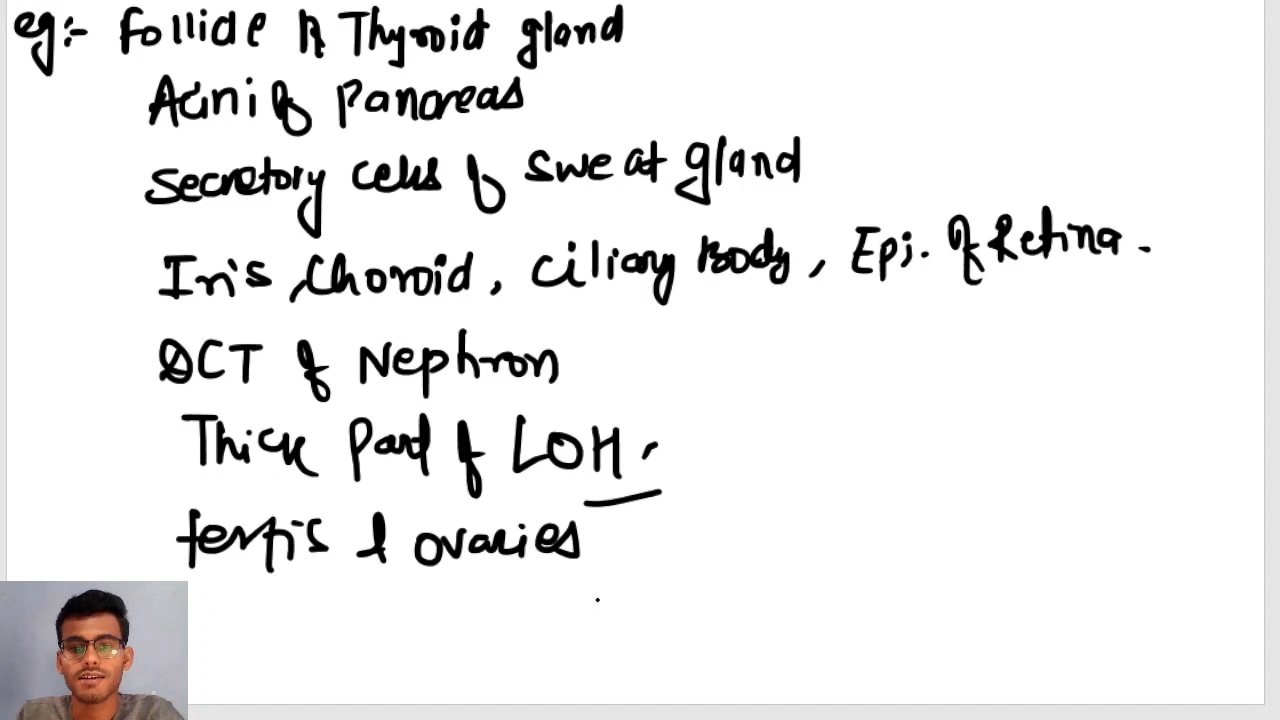 eg:- Follicle of Thyroid gland
Acini of Pancreas
Secretory cells of sweat gland
Iris, Choroid, Ciliary Body, Epi. of Retina.
DCT of Nephron
Thick Part of LOH.
Testis & ovaries